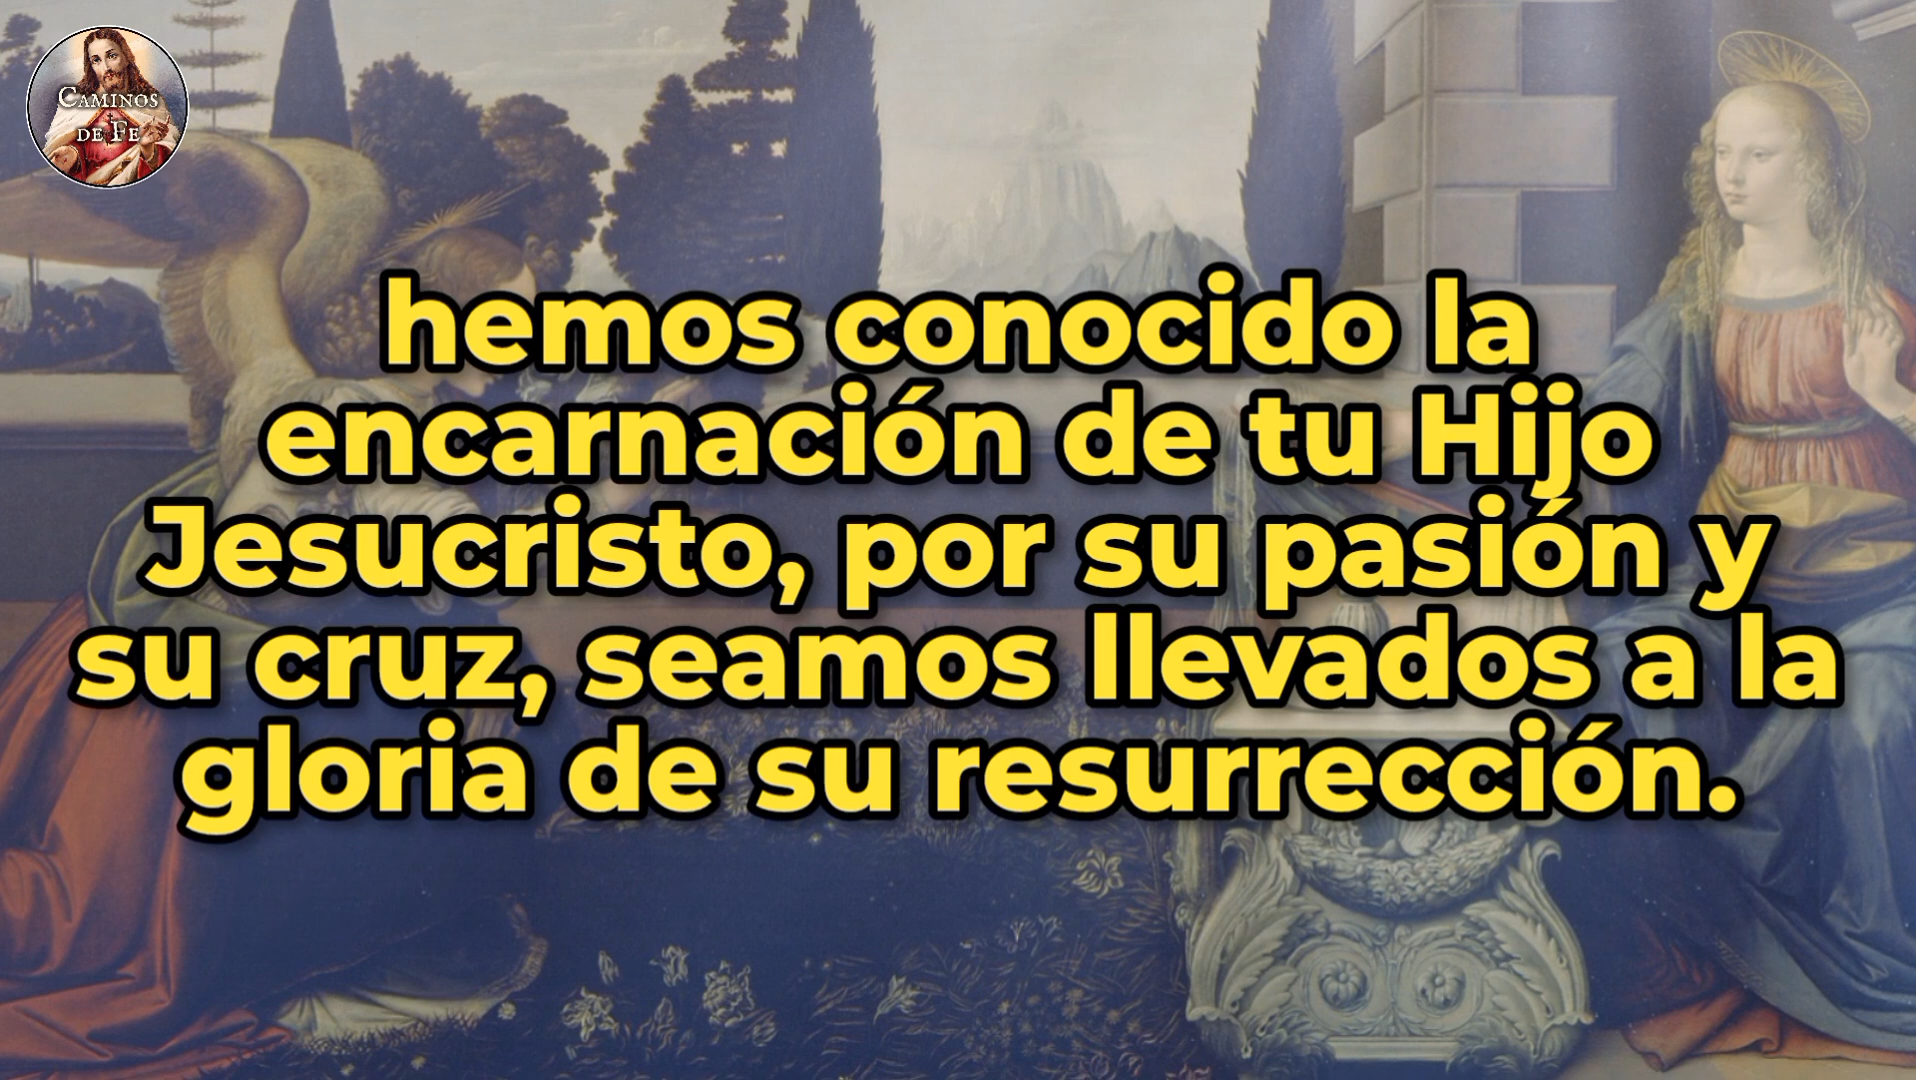 CAMINOS
DE FE
hemos conocido la
encarnación de tu Hijo
Jesucristo, por su pasión y
su cruz, seamos llevados a la
gloria de su resurrección.